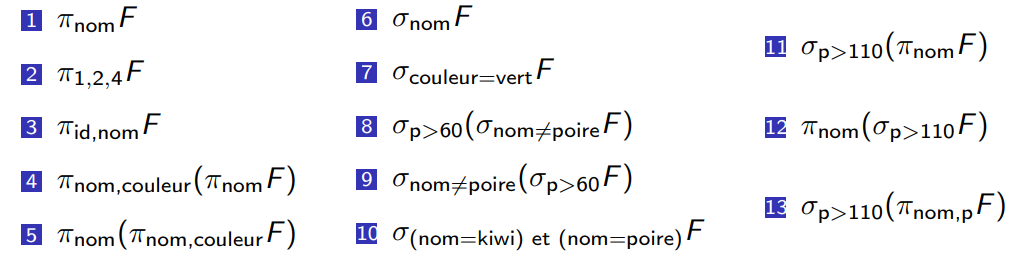 1 π_nom F
2 π_1,2,4 F
3 π_id,nom F
4 π_nom,couleur(π_nom F)
5 π_nom(π_nom,couleur F)
6 σ_nom F
7 σ_couleur=vert F
8 σ_p>60(σ_nom≠poire F)
9 σ_nom≠poire(σ_p>60 F)
10 σ_(nom=kiwi) et (nom=poire) F
11 σ_p>110(π_nom F)
12 π_nom(σ_p>110 F)
13 σ_p>110(π_nom,p F)